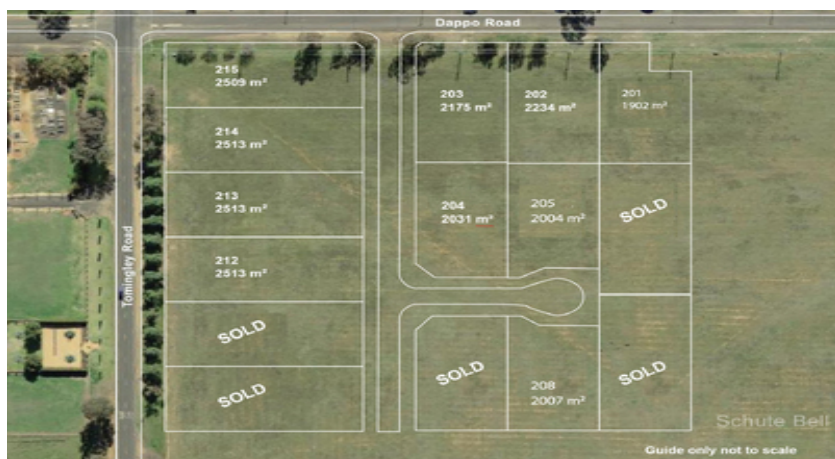 Dappo Road
Tomingley Road
215
2509 m²
214
2513 m²
213
2513 m²
212
2513 m²
SOLD
SOLD
203
2175 m²
202
2234 m²
201
1902 m²
204
2031 m²
205
2004 m²
SOLD
SOLD
208
2007 m²
SOLD
Schute Bell
Guide only not to scale